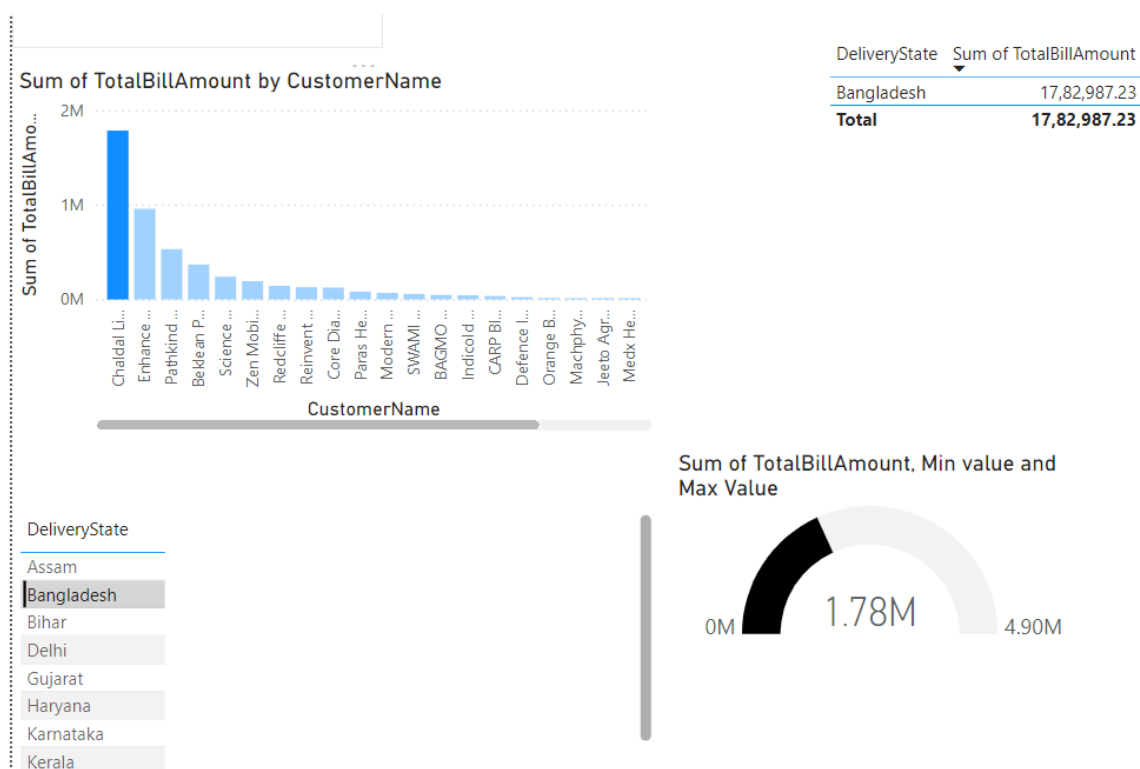 Sum of TotalBillAmount by CustomerName
Sum of TotalBillAmo...
2M
1M
0M
Chaldal Li...
Enhance ...
Pathkind ...
Beklean P...
Science ...
Zen Mobi...
Redcliffe ...
Reinvent ...
Core Dia...
Paras He...
Modern ...
SWAMI ...
BAGMO ...
Indicold ...
CARP BI...
Defence I...
Orange B...
Machphy...
Jeeto Agr...
Medx He...
CustomerName
DeliveryState Sum of TotalBillAmount
Bangladesh 17,82,987.23
Total 17,82,987.23
DeliveryState
Assam
Bangladesh
Bihar
Delhi
Gujarat
Haryana
Karnataka
Kerala
Sum of TotalBillAmount, Min value and
Max Value
1.78M
0M 4.90M